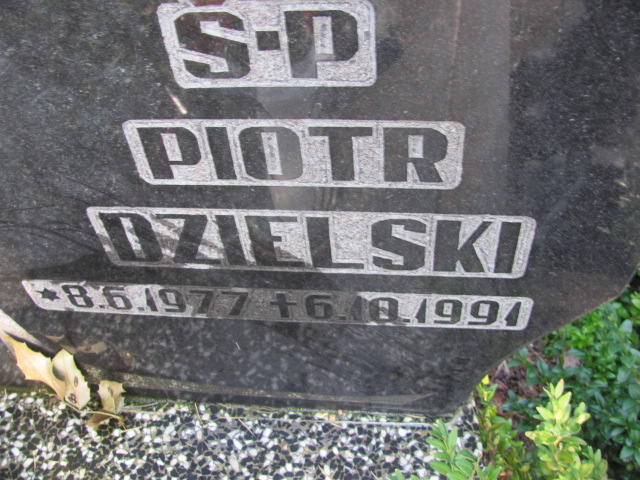 Ś·P
PIOTR
DZIELSKI
*8.6.1977 †6.10.1991